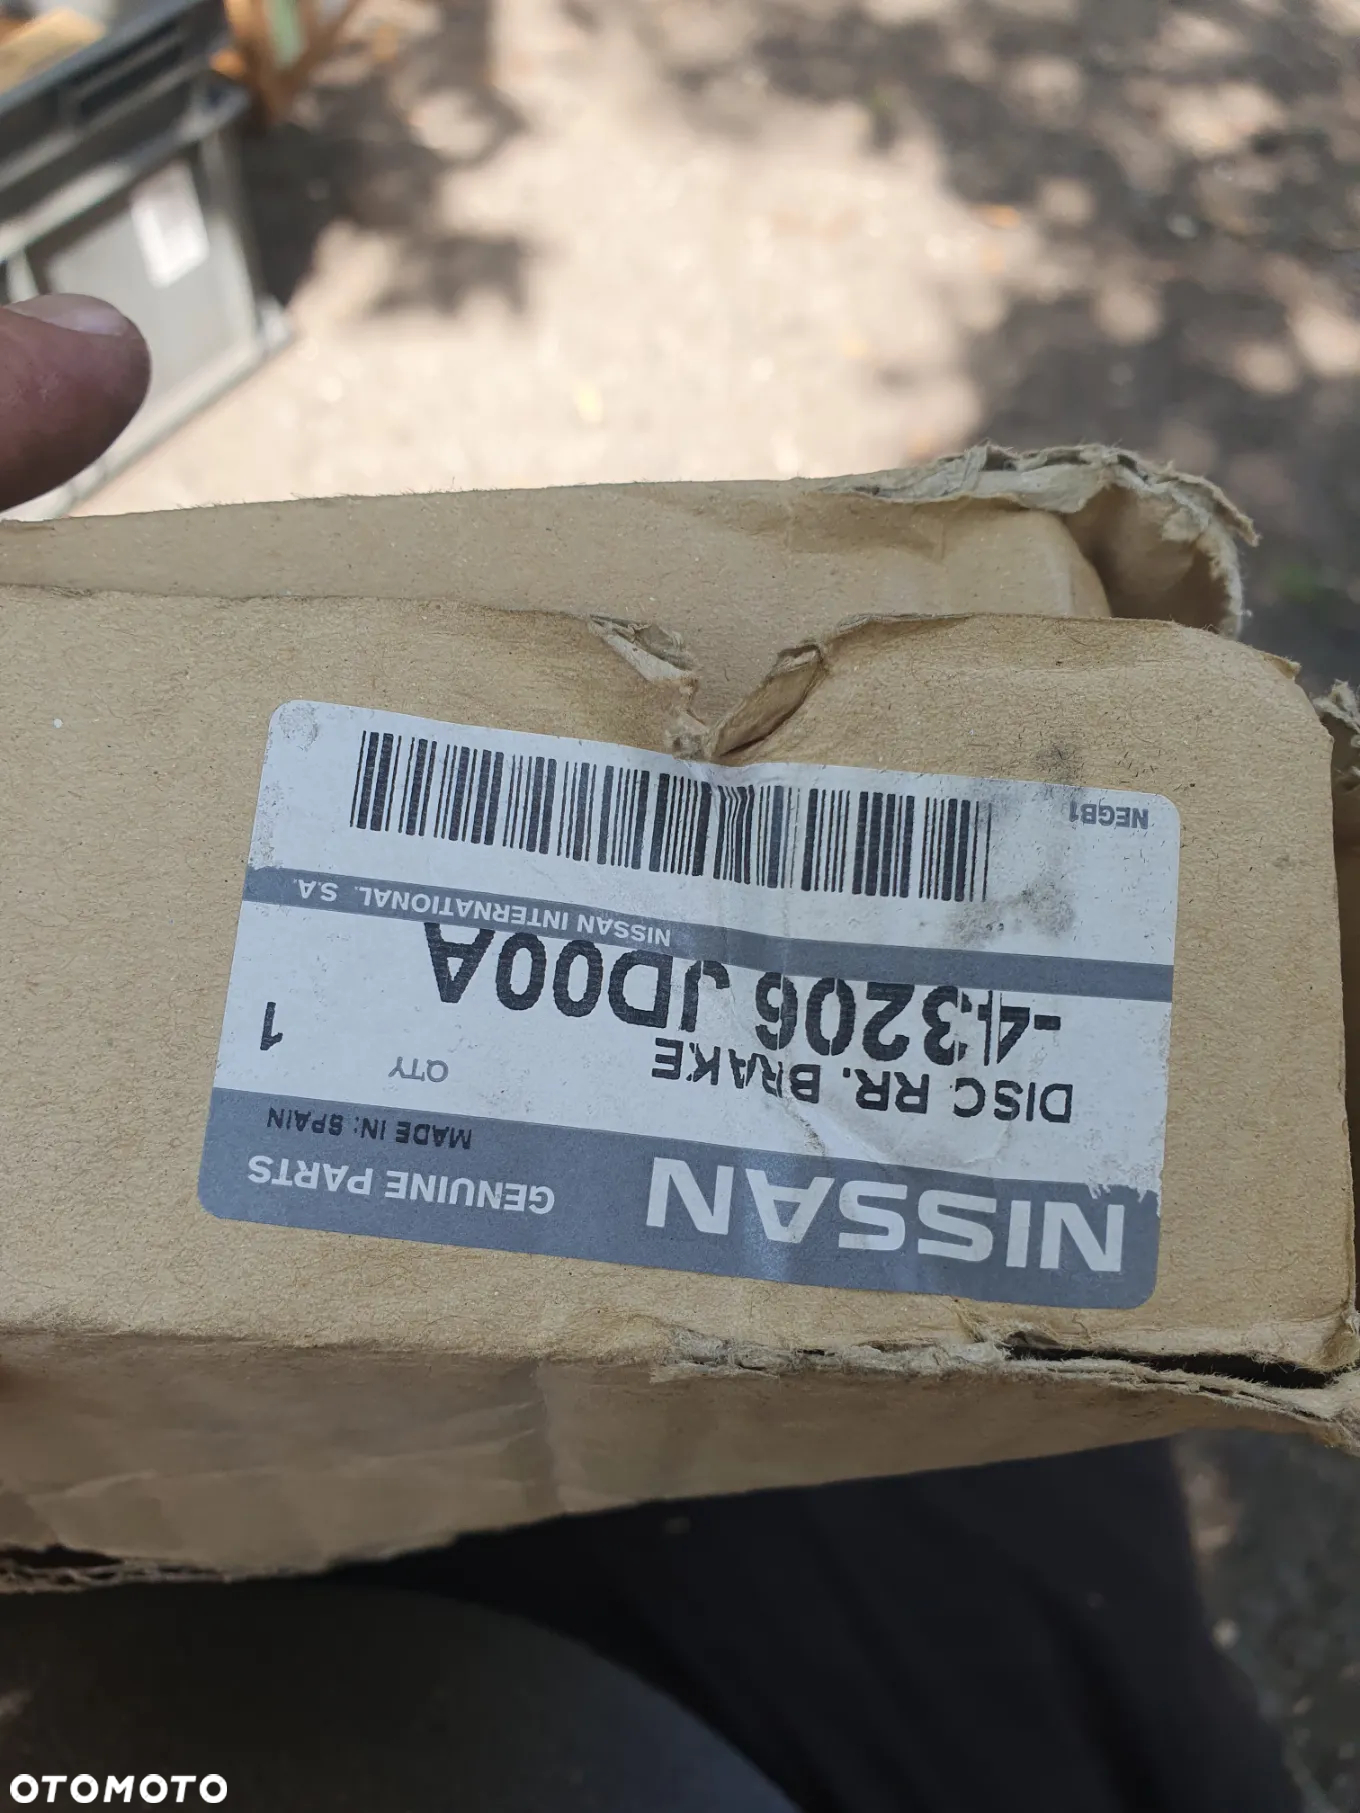 NISSAN GENUINE PARTS
MADE IN: SPAIN
DISC RR. BRAKE QTY
-43206 JD00A 1
NISSAN INTERNATIONAL. S.A.
NEGB1
OTOMOTO